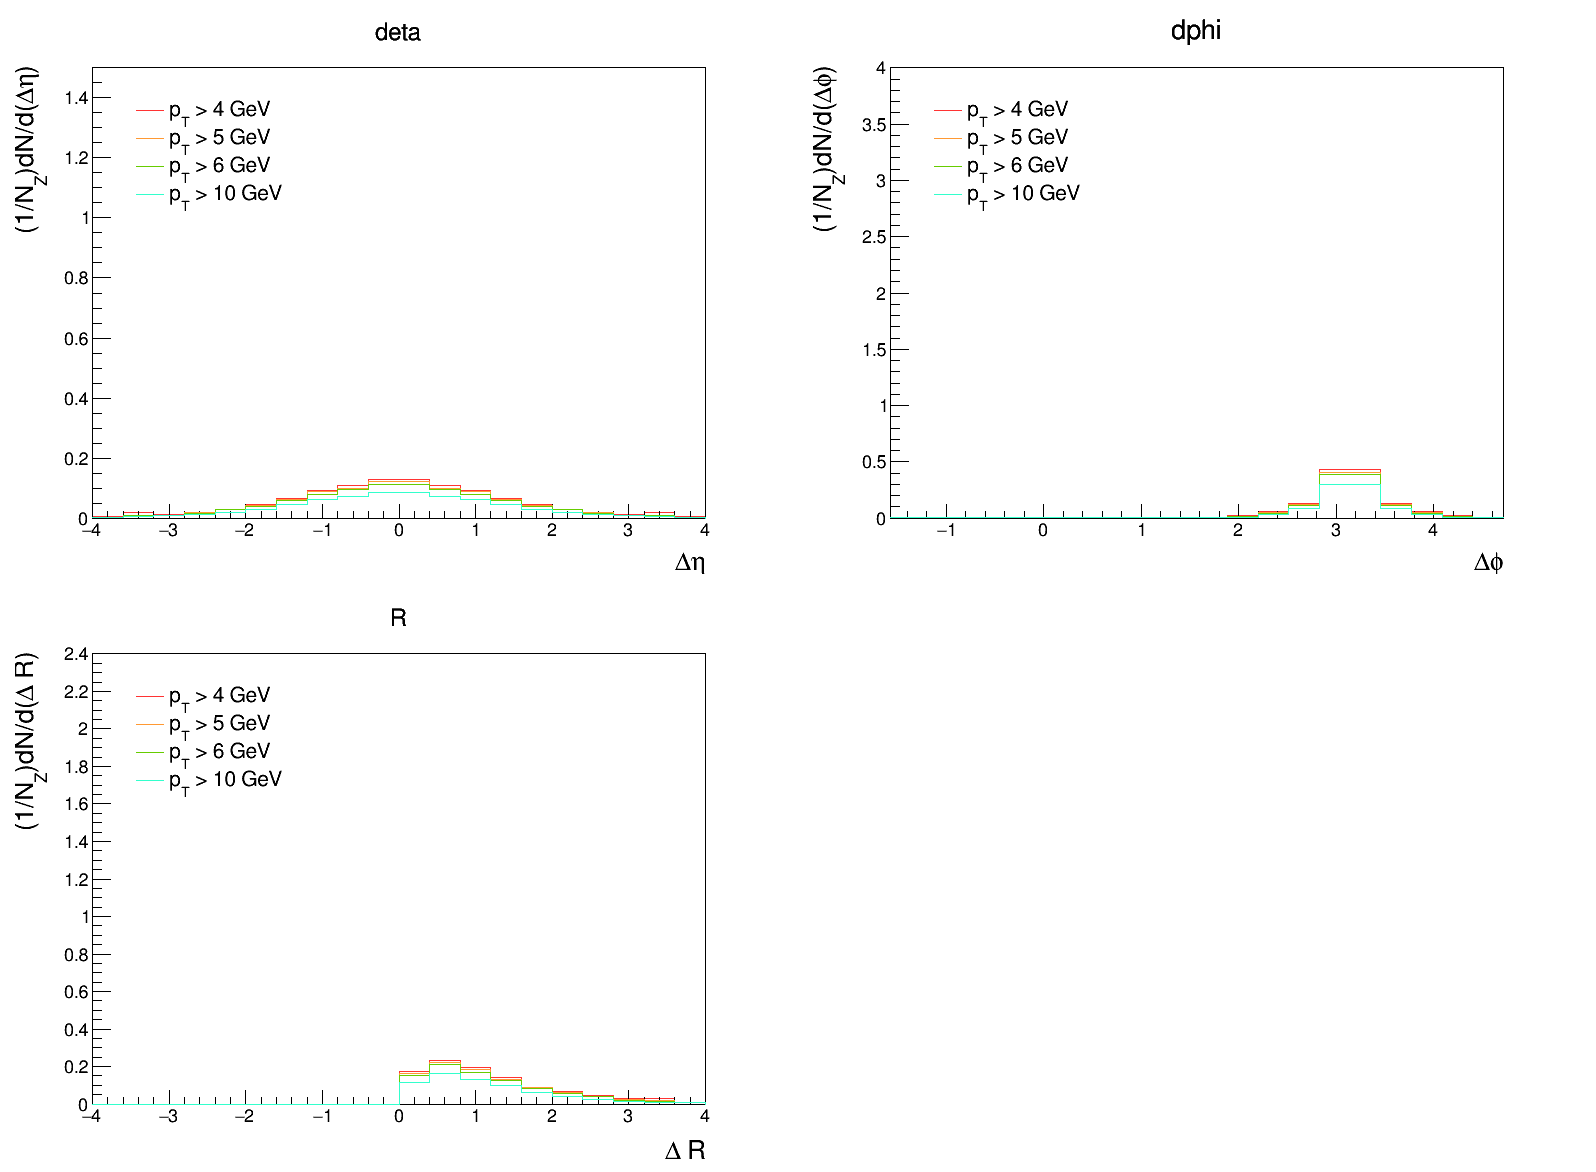 deta
(1/N_Z)dN/d(Δη)
1.4
1.2
1
0.8
0.6
0.4
0.2
0
p_T > 4 GeV
p_T > 5 GeV
p_T > 6 GeV
p_T > 10 GeV
−4 −3 −2 −1 0 1 2 3 4
Δη
dphi
(1/N_Z)dN/d(Δϕ)
4
3.5
3
2.5
2
1.5
1
0.5
0
p_T > 4 GeV
p_T > 5 GeV
p_T > 6 GeV
p_T > 10 GeV
−1 0 1 2 3 4
Δϕ
R
(1/N_Z)dN/d(Δ R)
2.4
2.2
2
1.8
1.6
1.4
1.2
1
0.8
0.6
0.4
0.2
0
p_T > 4 GeV
p_T > 5 GeV
p_T > 6 GeV
p_T > 10 GeV
−4 −3 −2 −1 0 1 2 3 4
Δ R